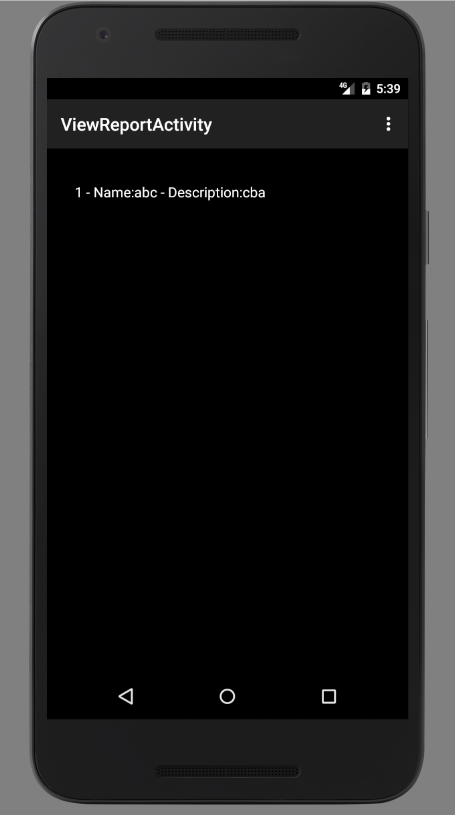 4G 5:39
ViewReportActivity
1 - Name:abc - Description:cba